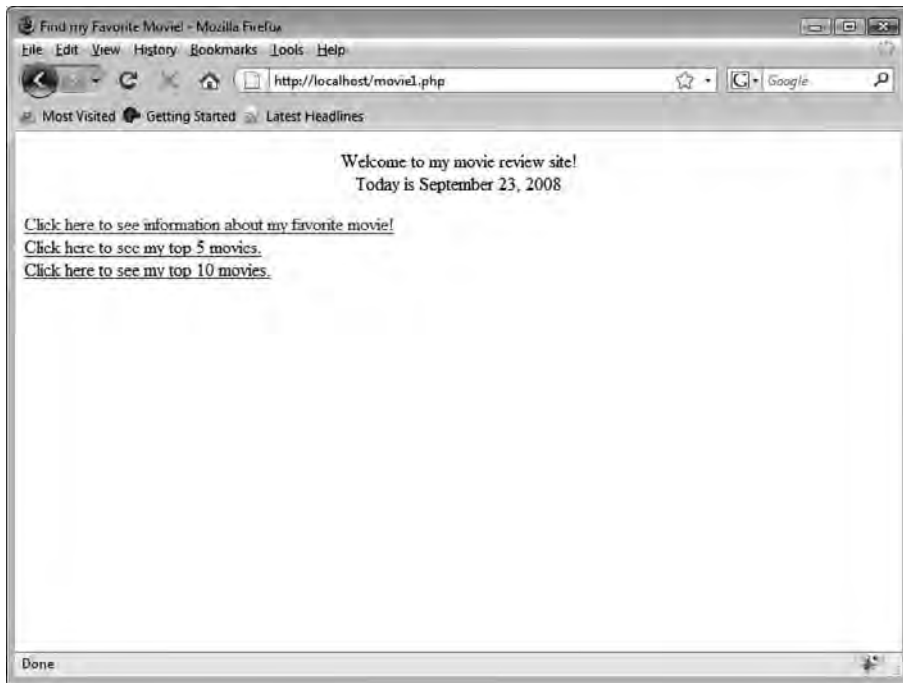 Find my Favorite Movie! - Mozilla Firefox
File Edit View History Bookmarks Tools Help
http://localhost/movie1.php
G Google
Most Visited Getting Started Latest Headlines
Welcome to my movie review site!
Today is September 23, 2008
Click here to see information about my favorite movie!
Click here to see my top 5 movies.
Click here to see my top 10 movies.
Done